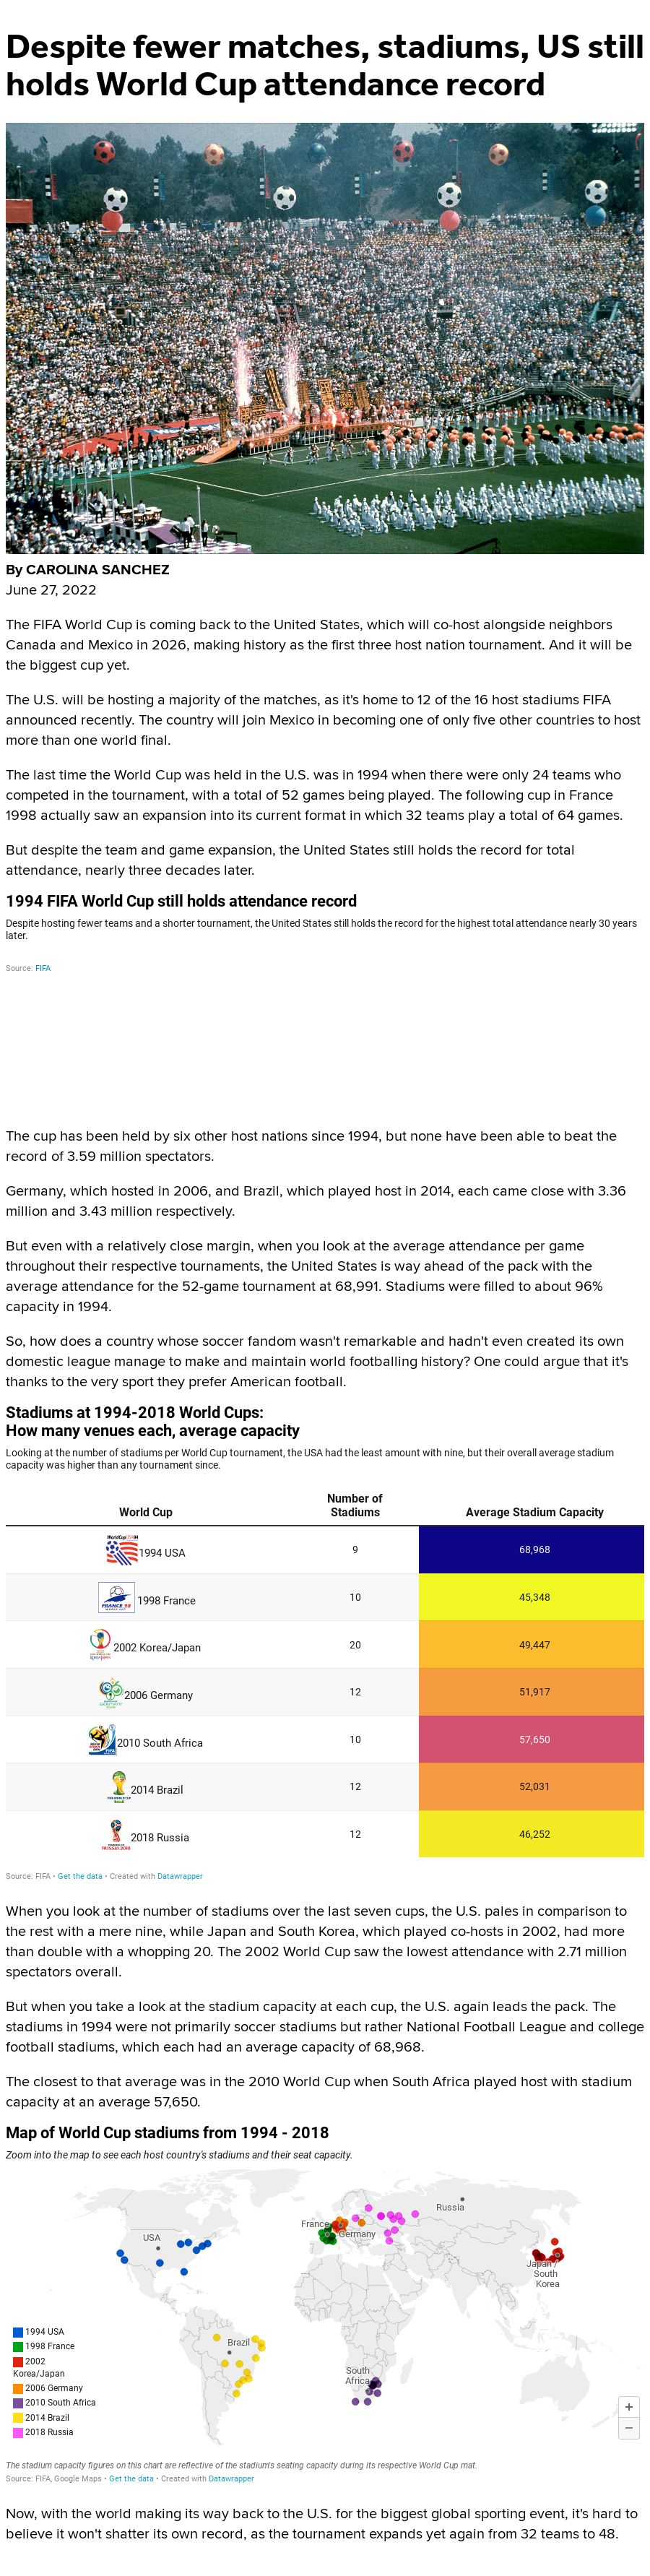 Despite fewer matches, stadiums, US still
holds World Cup attendance record
By CAROLINA SANCHEZ
June 27, 2022
The FIFA World Cup is coming back to the United States, which will co-host alongside neighbors
Canada and Mexico in 2026, making history as the first three host nation tournament. And it will be
the biggest cup yet.
The U.S. will be hosting a majority of the matches, as it's home to 12 of the 16 host stadiums FIFA
announced recently. The country will join Mexico in becoming one of only five other countries to host
more than one world final.
The last time the World Cup was held in the U.S. was in 1994 when there were only 24 teams who
competed in the tournament, with a total of 52 games being played. The following cup in France
1998 actually saw an expansion into its current format in which 32 teams play a total of 64 games.
But despite the team and game expansion, the United States still holds the record for total
attendance, nearly three decades later.
1994 FIFA World Cup still holds attendance record
Despite hosting fewer teams and a shorter tournament, the United States still holds the record for the highest total attendance nearly 30 years
later.
Source: FIFA
The cup has been held by six other host nations since 1994, but none have been able to beat the
record of 3.59 million spectators.
Germany, which hosted in 2006, and Brazil, which played host in 2014, each came close with 3.36
million and 3.43 million respectively.
But even with a relatively close margin, when you look at the average attendance per game
throughout their respective tournaments, the United States is way ahead of the pack with the
average attendance for the 52-game tournament at 68,991. Stadiums were filled to about 96%
capacity in 1994.
So, how does a country whose soccer fandom wasn't remarkable and hadn't even created its own
domestic league manage to make and maintain world footballing history? One could argue that it's
thanks to the very sport they prefer American football.
Stadiums at 1994-2018 World Cups:
How many venues each, average capacity
Looking at the number of stadiums per World Cup tournament, the USA had the least amount with nine, but their overall average stadium
capacity was higher than any tournament since.
World Cup Number of Stadiums Average Stadium Capacity
1994 USA 9 68,968
FRANCE 98 1998 France 10 45,348
2002 Korea/Japan 20 49,447
2006 Germany 12 51,917
2010 South Africa 10 57,650
2014 Brazil 12 52,031
2018 Russia 12 46,252
Source: FIFA • Get the data • Created with Datawrapper
When you look at the number of stadiums over the last seven cups, the U.S. pales in comparison to
the rest with a mere nine, while Japan and South Korea, which played co-hosts in 2002, had more
than double with a whopping 20. The 2002 World Cup saw the lowest attendance with 2.71 million
spectators overall.
But when you take a look at the stadium capacity at each cup, the U.S. again leads the pack. The
stadiums in 1994 were not primarily soccer stadiums but rather National Football League and college
football stadiums, which each had an average capacity of 68,968.
The closest to that average was in the 2010 World Cup when South Africa played host with stadium
capacity at an average 57,650.
Map of World Cup stadiums from 1994 - 2018
Zoom into the map to see each host country's stadiums and their seat capacity.
Russia
France
Germany
USA
Japan /
South
Korea
Brazil
South
Africa
1994 USA
1998 France
2002
Korea/Japan
2006 Germany
2010 South Africa
2014 Brazil
2018 Russia
+
−
The stadium capacity figures on this chart are reflective of the stadium's seating capacity during its respective World Cup mat.
Source: FIFA, Google Maps • Get the data • Created with Datawrapper
Now, with the world making its way back to the U.S. for the biggest global sporting event, it's hard to
believe it won't shatter its own record, as the tournament expands yet again from 32 teams to 48.